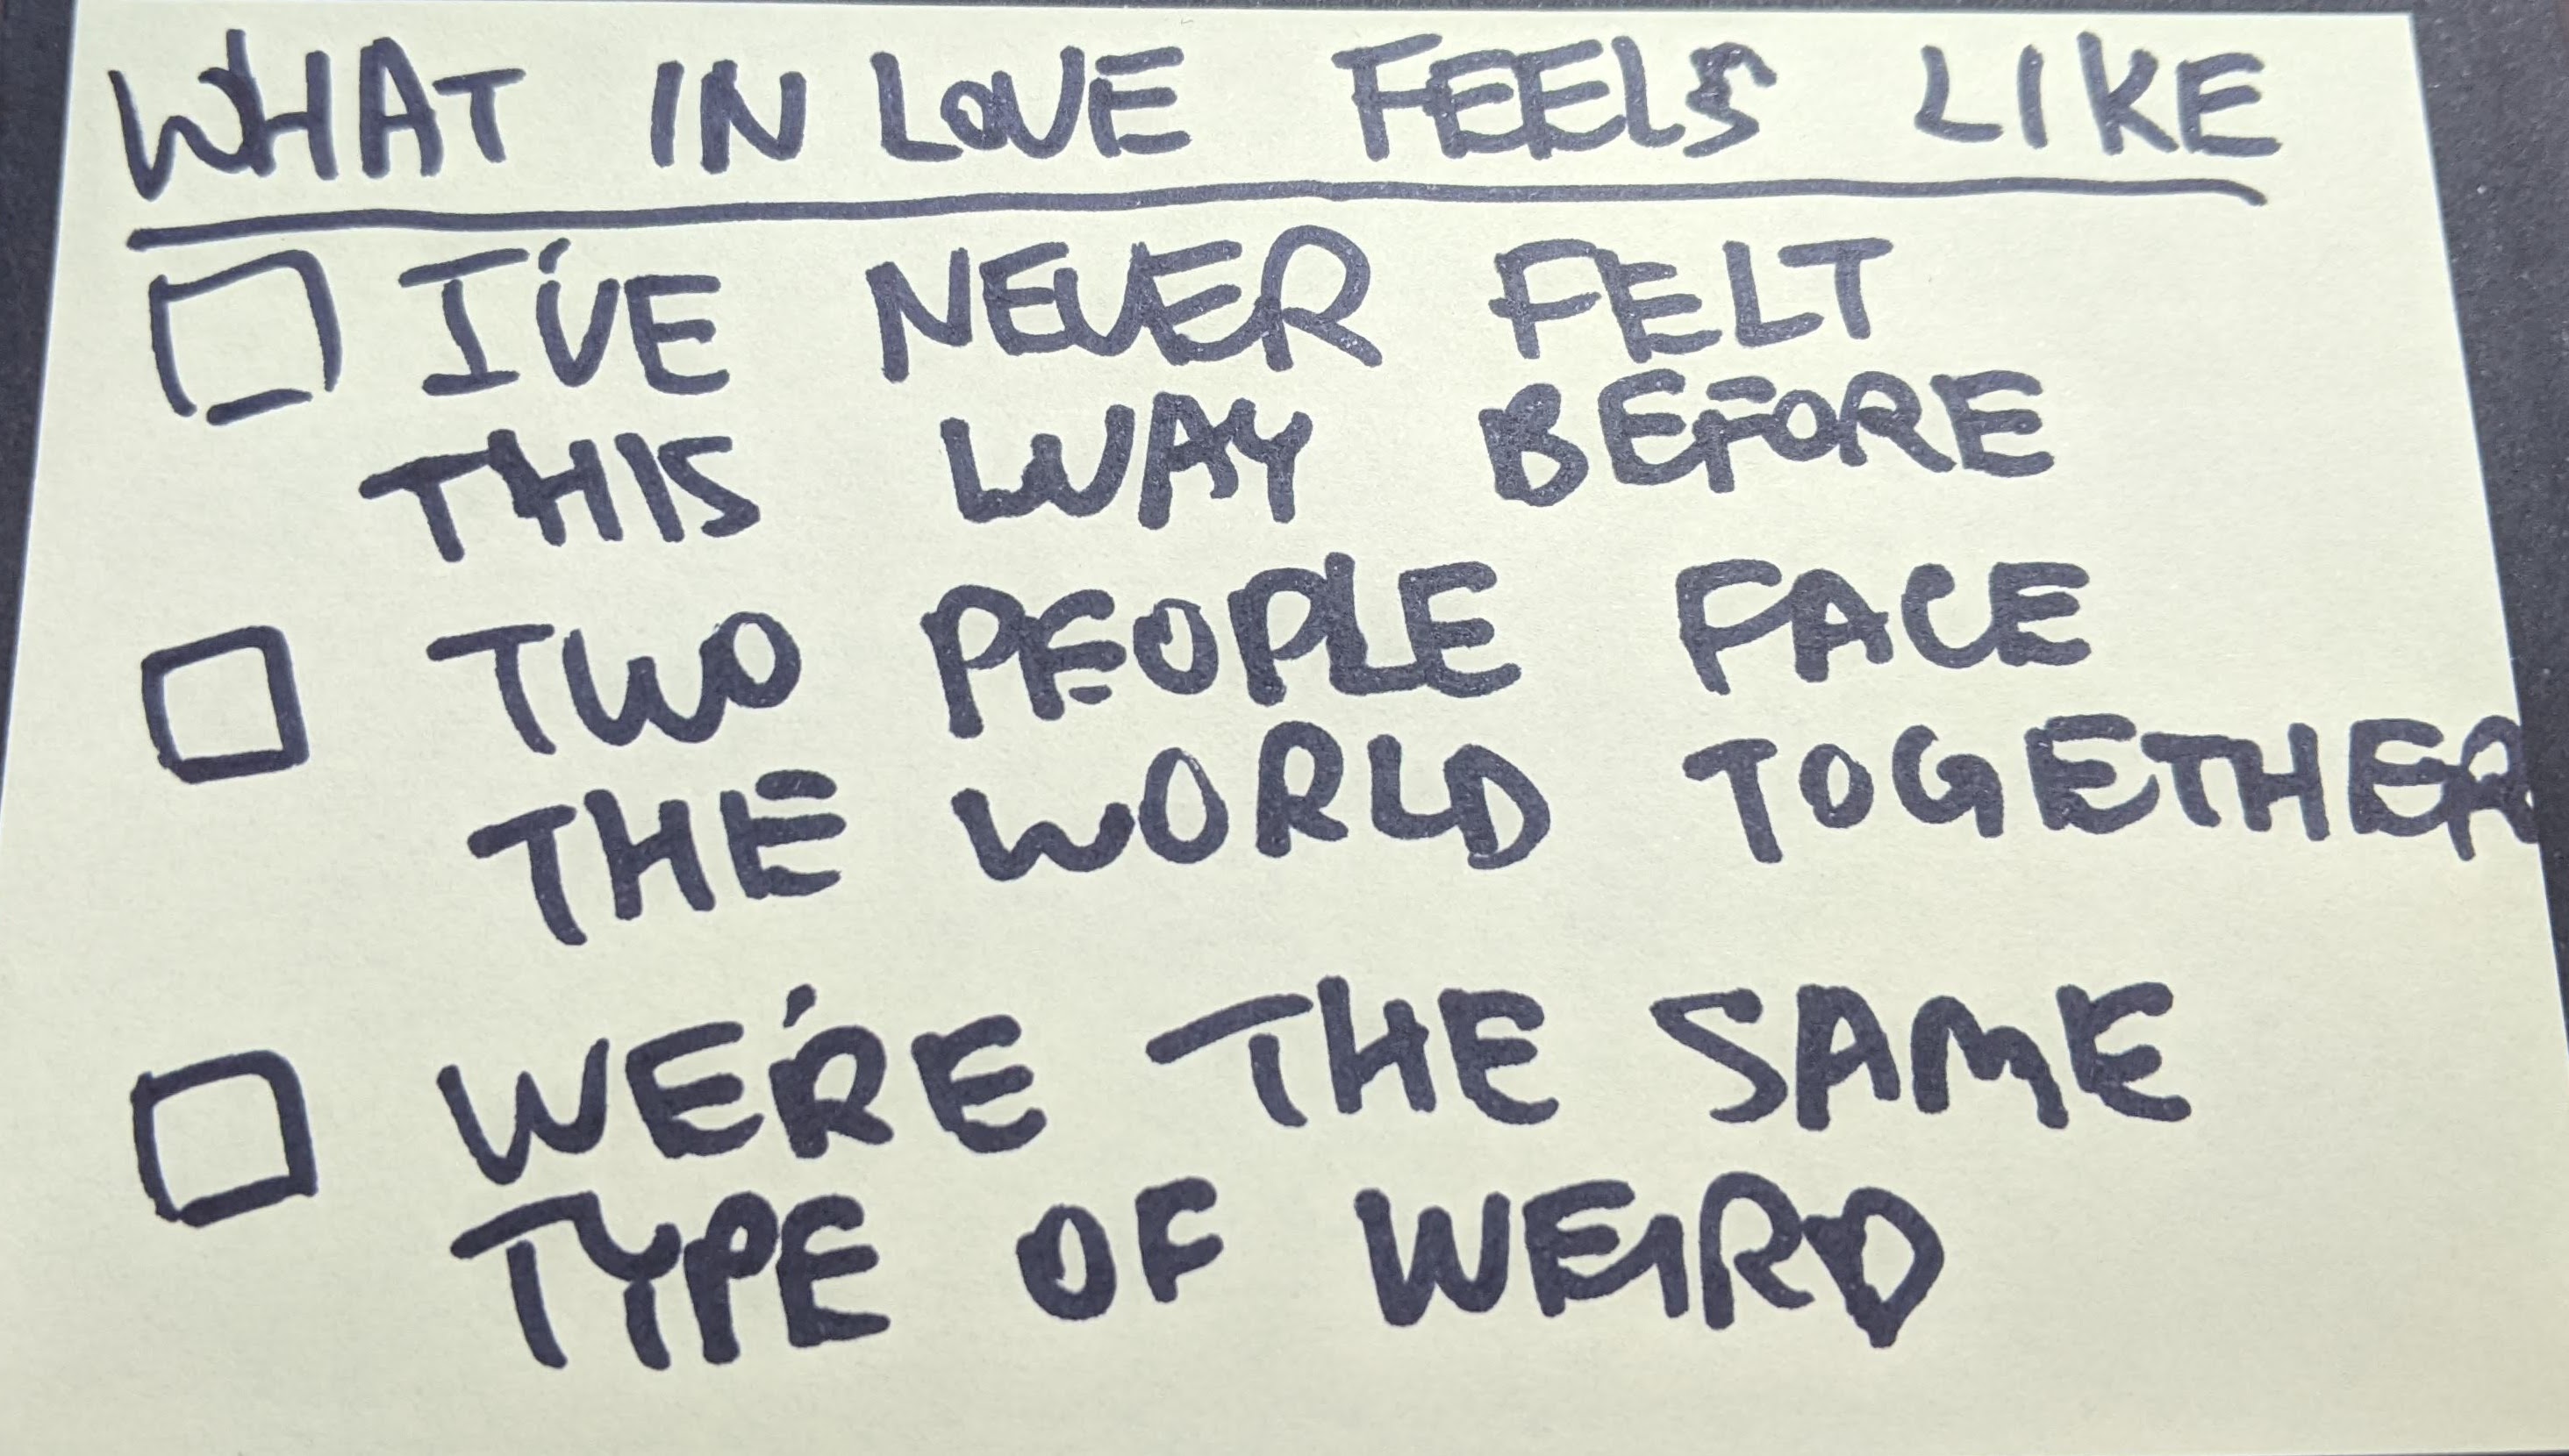 WHAT IN LOVE FEELS LIKE
I'VE NEVER FELT
THIS WAY BEFORE
TWO PEOPLE FACE
THE WORLD TOGETHER
WE'RE THE SAME
TYPE OF WEIRD